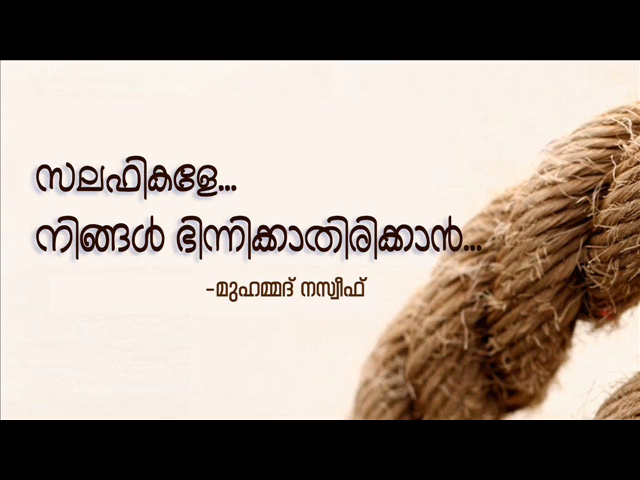 സലഫികളേ...
നിങ്ങൾ ഭിന്നിക്കാതിരിക്കാൻ...
-മുഹമ്മദ് നസ്വീഫ്